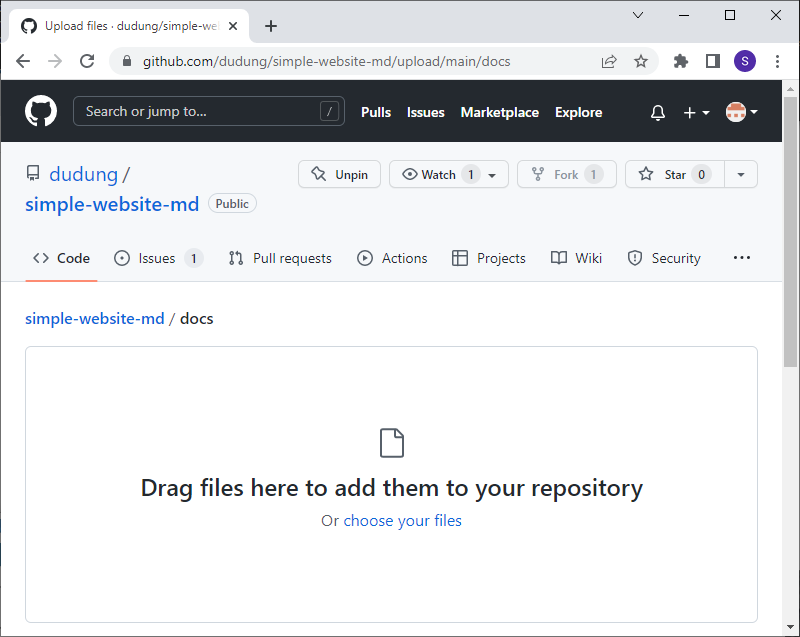 Upload files · dudung/simple-we
github.com/dudung/simple-website-md/upload/main/docs
S
Search or jump to... /
Pulls Issues Marketplace Explore
dudung /
simple-website-md Public
Unpin Watch 1 Fork 1 Star 0
Code Issues 1 Pull requests Actions Projects Wiki Security
simple-website-md / docs
Drag files here to add them to your repository
Or choose your files